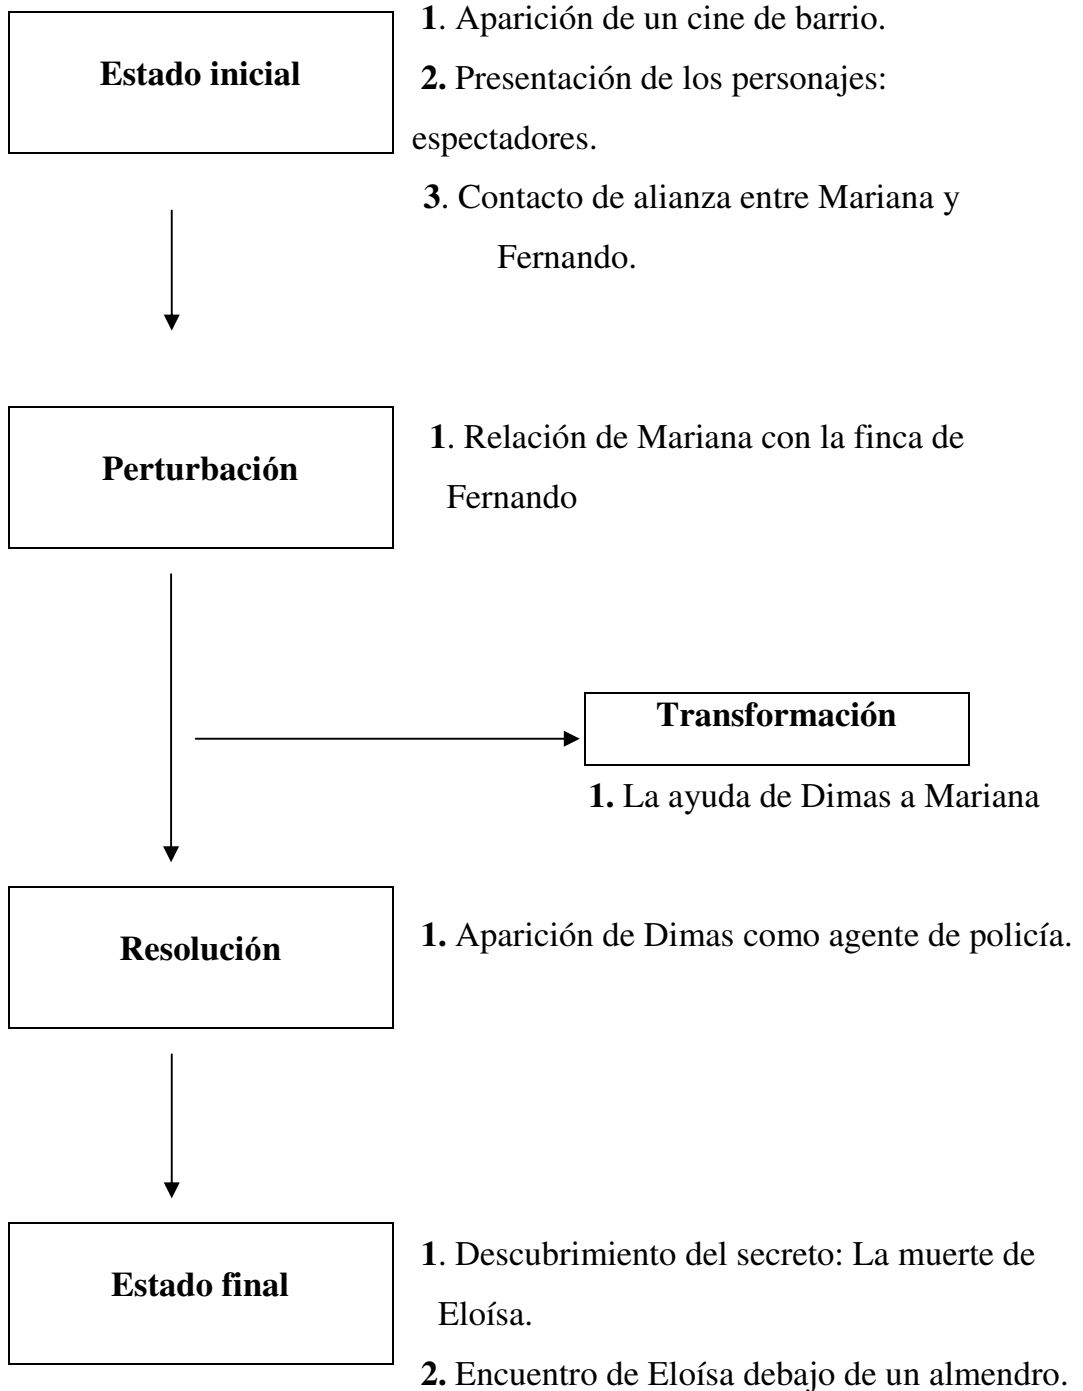 Estado inicial
1. Aparición de un cine de barrio.
2. Presentación de los personajes:
espectadores.
3. Contacto de alianza entre Mariana y
Fernando.
Perturbación
1. Relación de Mariana con la finca de
Fernando
Transformación
1. La ayuda de Dimas a Mariana
Resolución
1. Aparición de Dimas como agente de policía.
Estado final
1. Descubrimiento del secreto: La muerte de
Eloísa.
2. Encuentro de Eloísa debajo de un almendro.